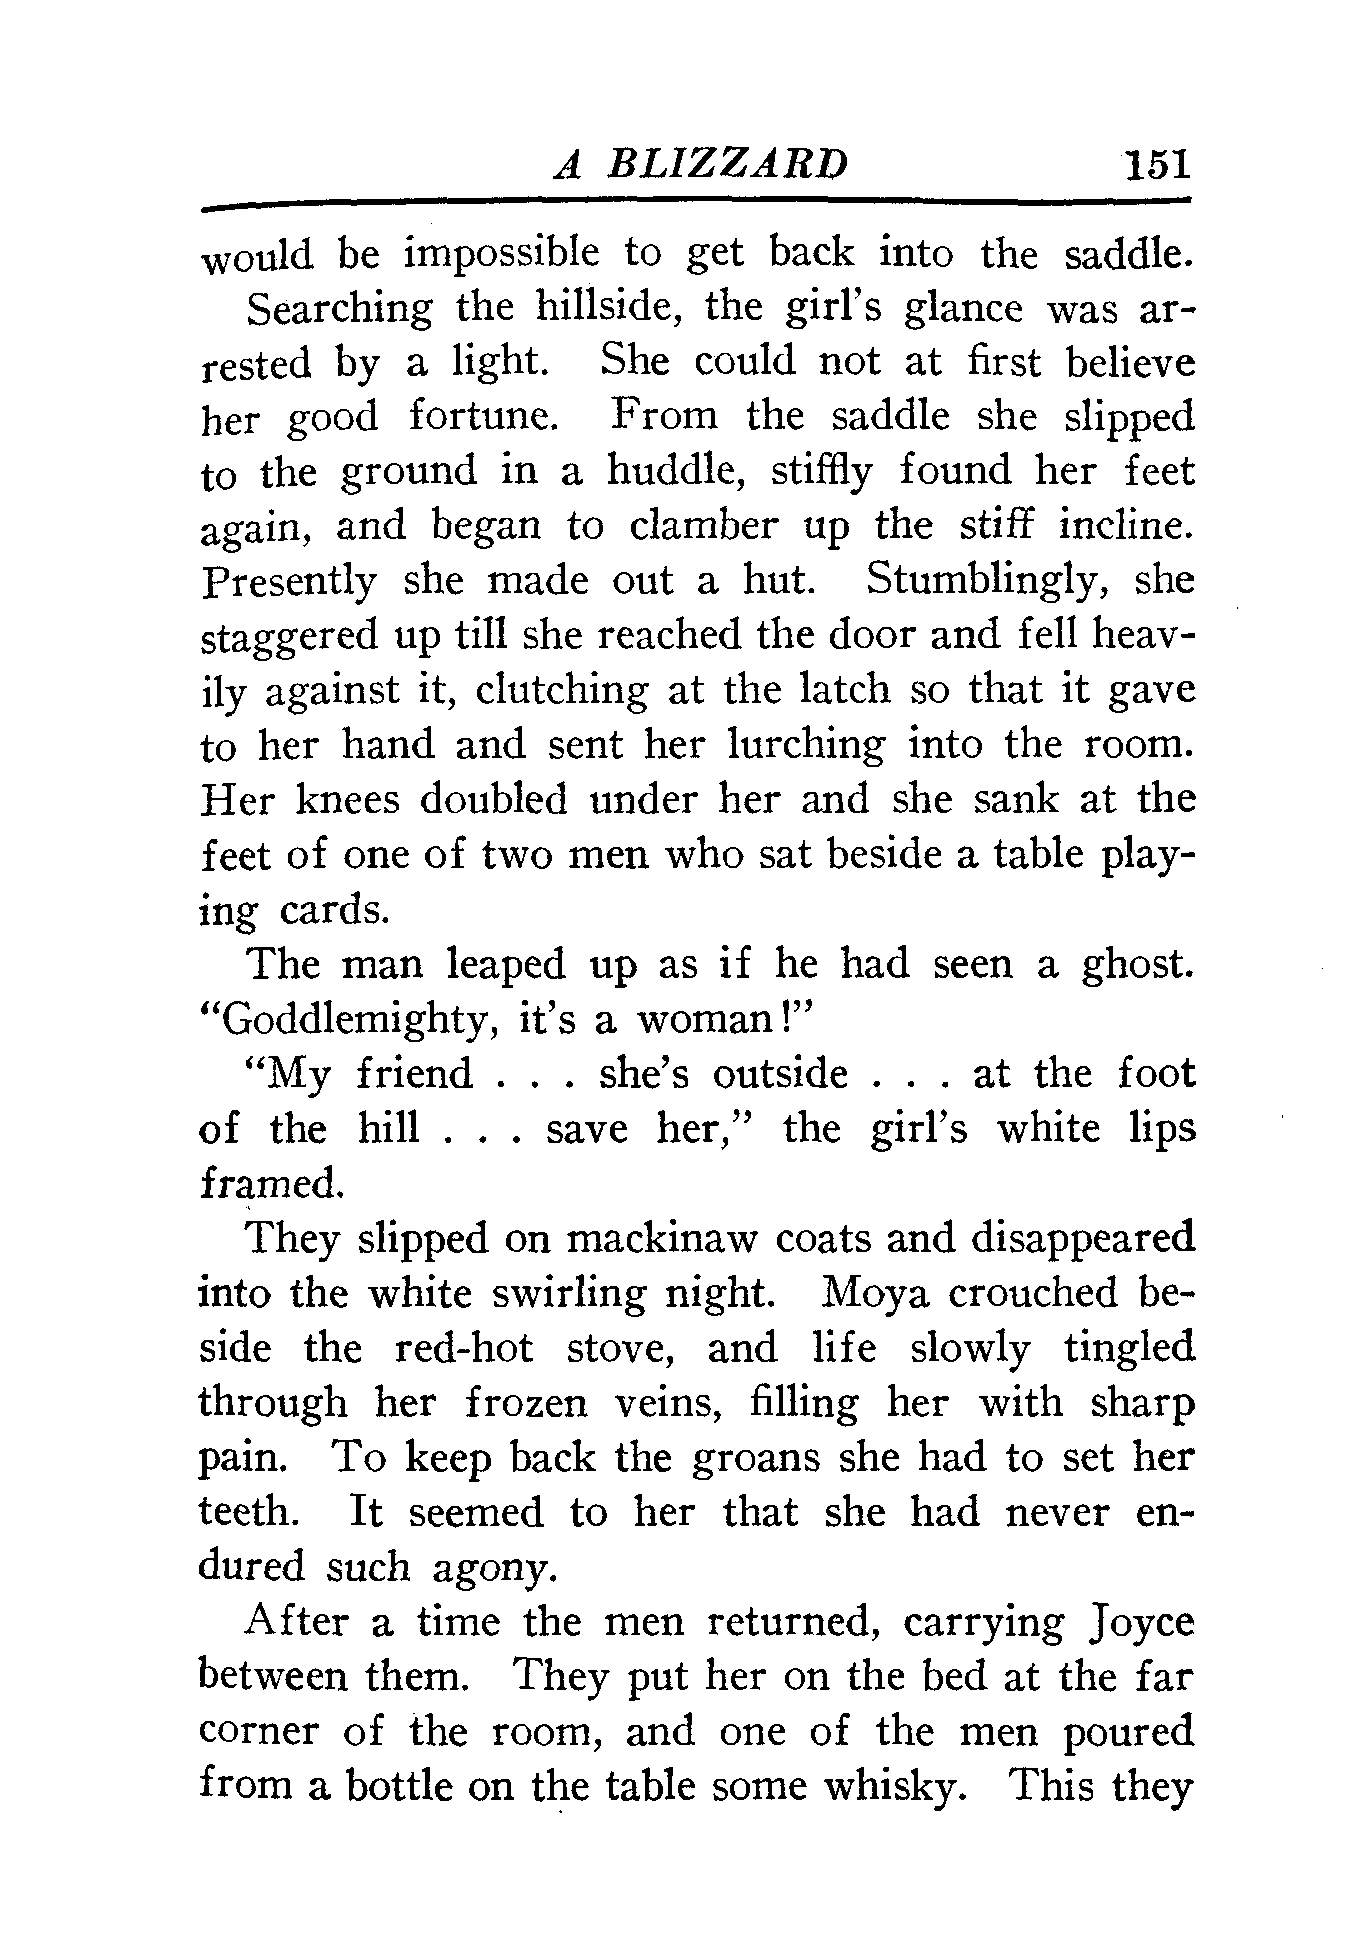 A BLIZZARD 151
would be impossible to get back into the saddle.
Searching the hillside, the girl's glance was ar-
rested by a light. She could not at first believe
her good fortune. From the saddle she slipped
to the ground in a huddle, stiffly found her feet
again, and began to clamber up the stiff incline.
Presently she made out a hut. Stumblingly, she
staggered up till she reached the door and fell heav-
ily against it, clutching at the latch so that it gave
to her hand and sent her lurching into the room.
Her knees doubled under her and she sank at the
feet of one of two men who sat beside a table play-
ing cards.
The man leaped up as if he had seen a ghost.
"Goddlemighty, it's a woman!"
"My friend . . . she's outside . . . at the foot
of the hill . . . save her," the girl's white lips
framed.
They slipped on mackinaw coats and disappeared
into the white swirling night. Moya crouched be-
side the red-hot stove, and life slowly tingled
through her frozen veins, filling her with sharp
pain. To keep back the groans she had to set her
teeth. It seemed to her that she had never en-
dured such agony.
After a time the men returned, carrying Joyce
between them. They put her on the bed at the far
corner of the room, and one of the men poured
from a bottle on the table some whisky. This they